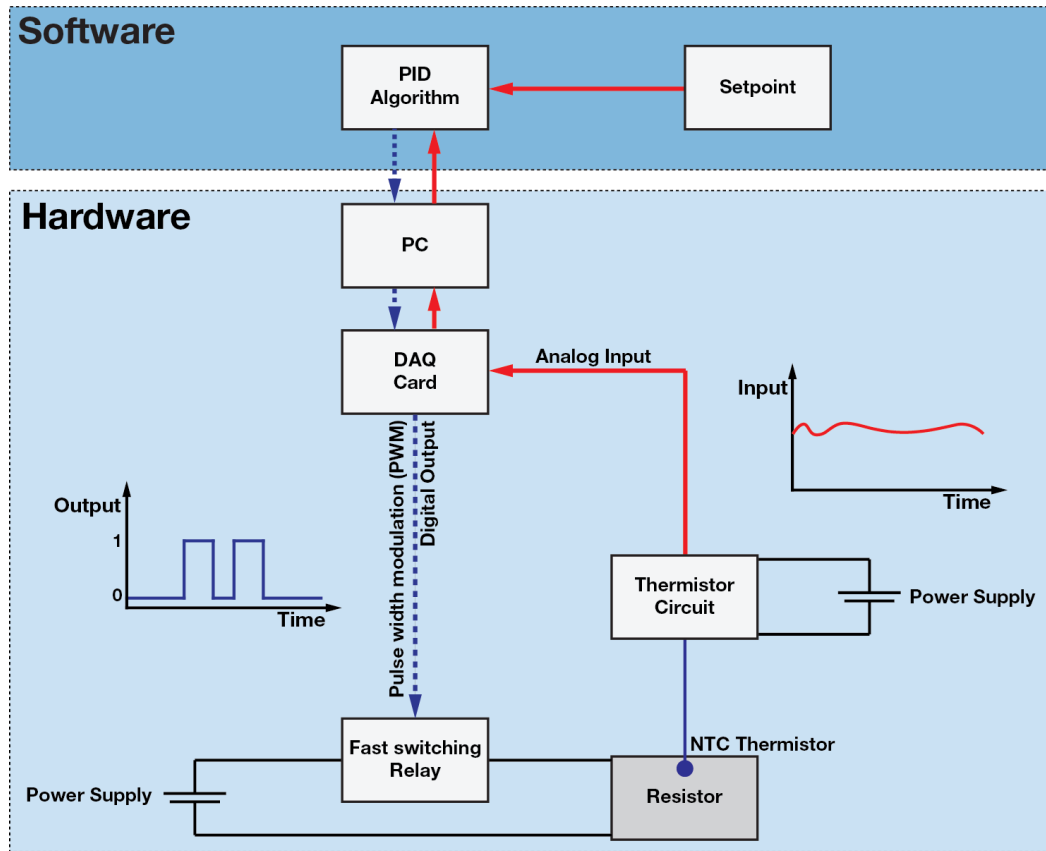 Software
PID
Algorithm
Setpoint
Hardware
PC
DAQ
Card
Analog Input
Input
Time
Pulse width modulation (PWM)
Digital Output
Output
1
0
Time
Thermistor
Circuit
Power Supply
Fast switching
Relay
NTC Thermistor
Resistor
Power Supply